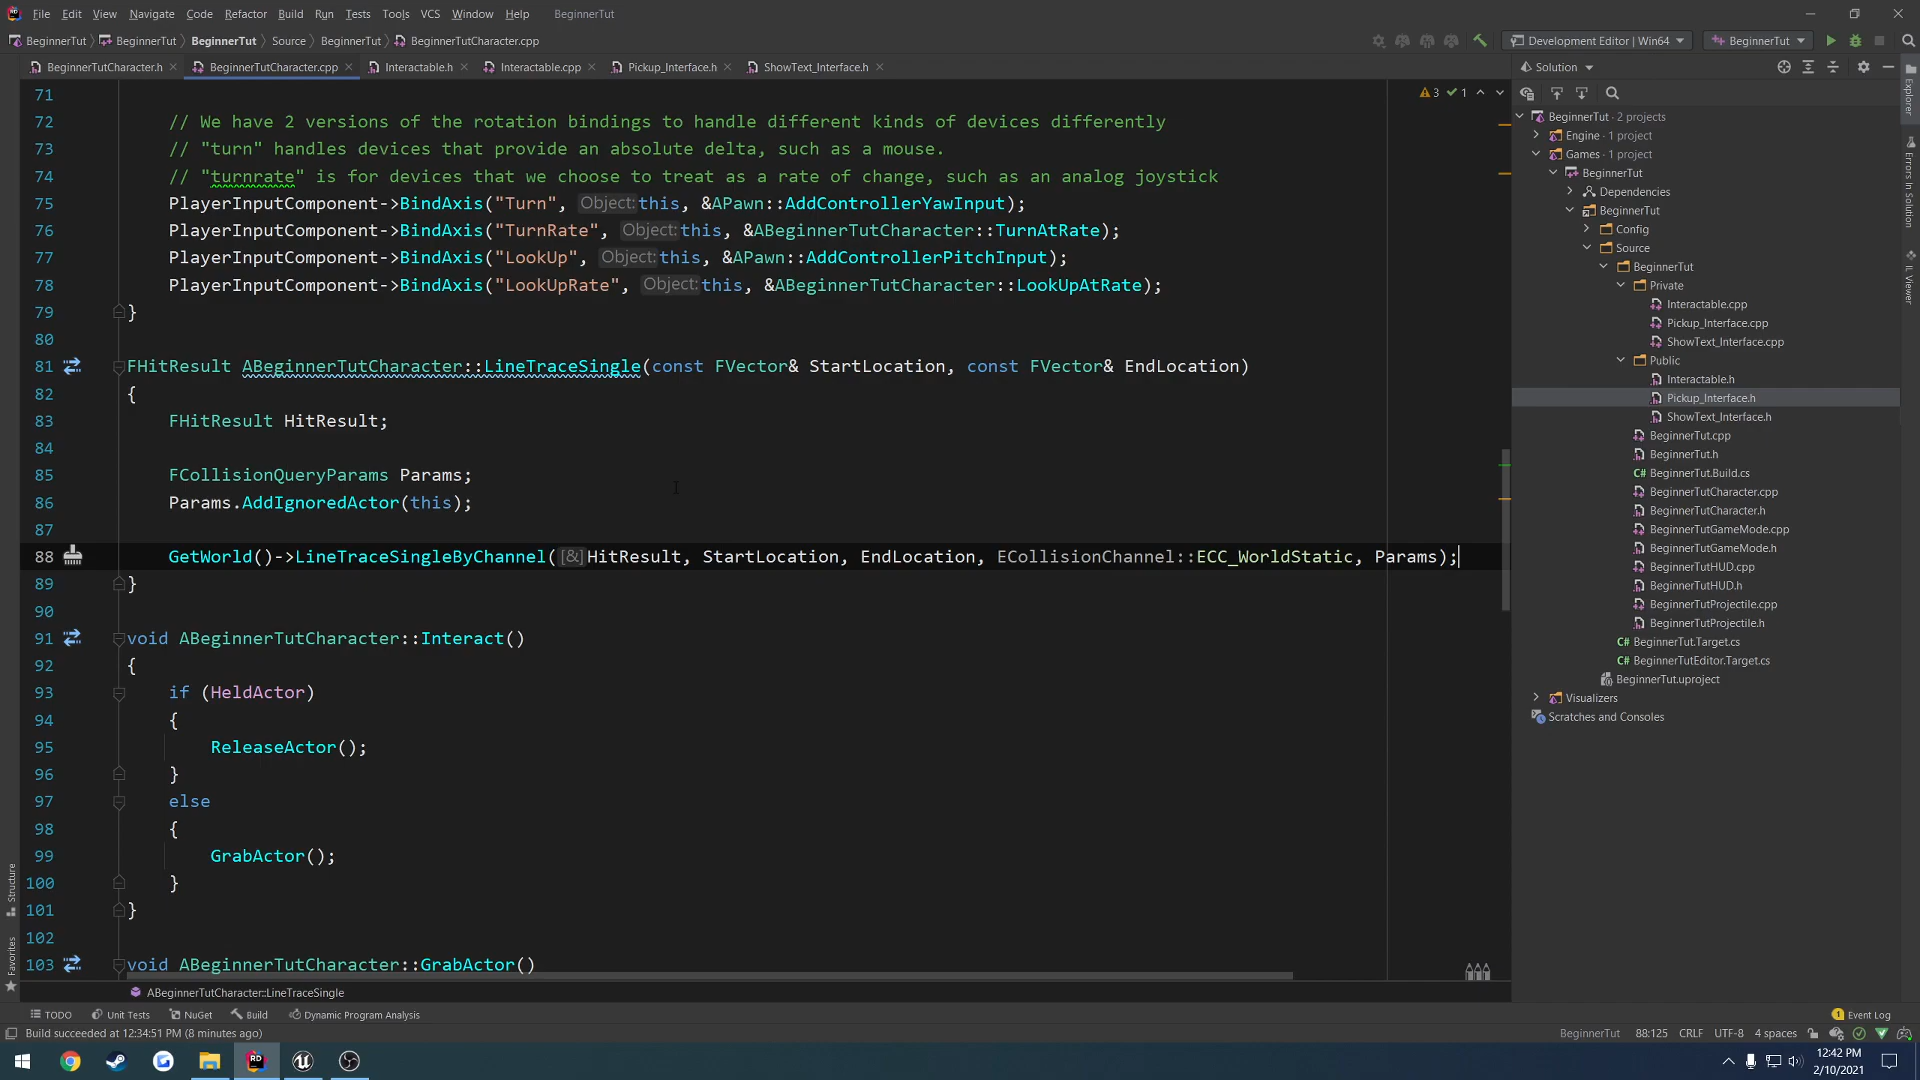 File Edit View Navigate Code Refactor Build Run Tests Tools VCS Window Help BeginnerTut
BeginnerTut BeginnerTut BeginnerTut Source BeginnerTut BeginnerTutCharacter.cpp Development Editor | Win64 BeginnerTut
BeginnerTutCharacter.h BeginnerTutCharacter.cpp Interactable.h Interactable.cpp Pickup_Interface.h ShowText_Interface.h
71
72 // We have 2 versions of the rotation bindings to handle different kinds of devices differently
73 // "turn" handles devices that provide an absolute delta, such as a mouse.
74 // "turnrate" is for devices that we choose to treat as a rate of change, such as an analog joystick
75 PlayerInputComponent->BindAxis("Turn", Object: this, &APawn::AddControllerYawInput);
76 PlayerInputComponent->BindAxis("TurnRate", Object: this, &ABeginnerTutCharacter::TurnAtRate);
77 PlayerInputComponent->BindAxis("LookUp", Object: this, &APawn::AddControllerPitchInput);
78 PlayerInputComponent->BindAxis("LookUpRate", Object: this, &ABeginnerTutCharacter::LookUpAtRate);
79 }
80
81 FHitResult ABeginnerTutCharacter::LineTraceSingle(const FVector& StartLocation, const FVector& EndLocation)
82 {
83 FHitResult HitResult;
84
85 FCollisionQueryParams Params;
86 Params.AddIgnoredActor(this);
87
88 GetWorld()->LineTraceSingleByChannel([&]HitResult, StartLocation, EndLocation, ECollisionChannel::ECC_WorldStatic, Params);
89 }
90
91 void ABeginnerTutCharacter::Interact()
92 {
93 if (HeldActor)
94 {
95 ReleaseActor();
96 }
97 else
98 {
99 GrabActor();
100 }
101 }
102
103 void ABeginnerTutCharacter::GrabActor()
ABeginnerTutCharacter::LineTraceSingle
3 1
Structure
Favorites
Solution
BeginnerTut · 2 projects
Engine · 1 project
Games · 1 project
BeginnerTut
Dependencies
BeginnerTut
Config
Source
BeginnerTut
Private
Interactable.cpp
Pickup_Interface.cpp
ShowText_Interface.cpp
Public
Interactable.h
Pickup_Interface.h
ShowText_Interface.h
BeginnerTut.cpp
BeginnerTut.h
C# BeginnerTut.Build.cs
BeginnerTutCharacter.cpp
BeginnerTutCharacter.h
BeginnerTutGameMode.cpp
BeginnerTutGameMode.h
BeginnerTutHUD.cpp
BeginnerTutHUD.h
BeginnerTutProjectile.cpp
BeginnerTutProjectile.h
C# BeginnerTut.Target.cs
C# BeginnerTutEditor.Target.cs
BeginnerTut.uproject
Visualizers
Scratches and Consoles
Explorer
Errors In Solution
IL Viewer
TODO Unit Tests NuGet Build Dynamic Program Analysis 1 Event Log
Build succeeded at 12:34:51 PM (8 minutes ago) BeginnerTut 88:125 CRLF UTF-8 4 spaces
RD
12:42 PM
2/10/2021